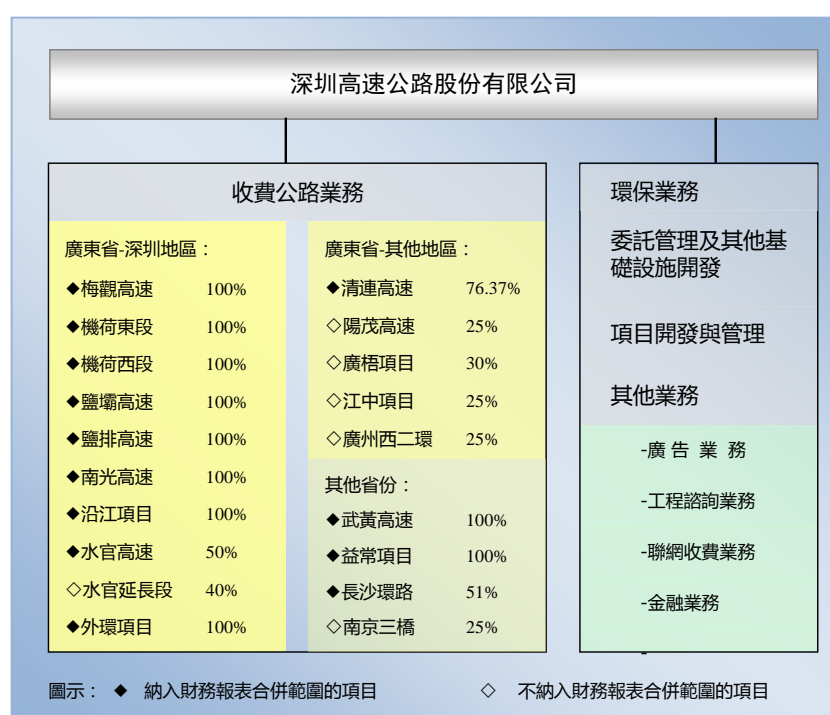 深圳高速公路股份有限公司
收費公路業務
廣東省-深圳地區：
◆梅觀高速 100%
◆機荷東段 100%
◆機荷西段 100%
◆鹽壩高速 100%
◆鹽排高速 100%
◆南光高速 100%
◆沿江項目 100%
◆水官高速 50%
◇水官延長段 40%
◆外環項目 100%
廣東省-其他地區：
◆清連高速 76.37%
◇陽茂高速 25%
◇廣梧項目 30%
◇江中項目 25%
◇廣州西二環 25%
其他省份：
◆武黃高速 100%
◆益常項目 100%
◆長沙環路 51%
◇南京三橋 25%
環保業務
委託管理及其他基
礎設施開發
項目開發與管理
其他業務
-廣 告 業 務
-工程諮詢業務
-聯網收費業務
-金融業務
-
圖示： ◆ 納入財務報表合併範圍的項目 ◇ 不納入財務報表合併範圍的項目